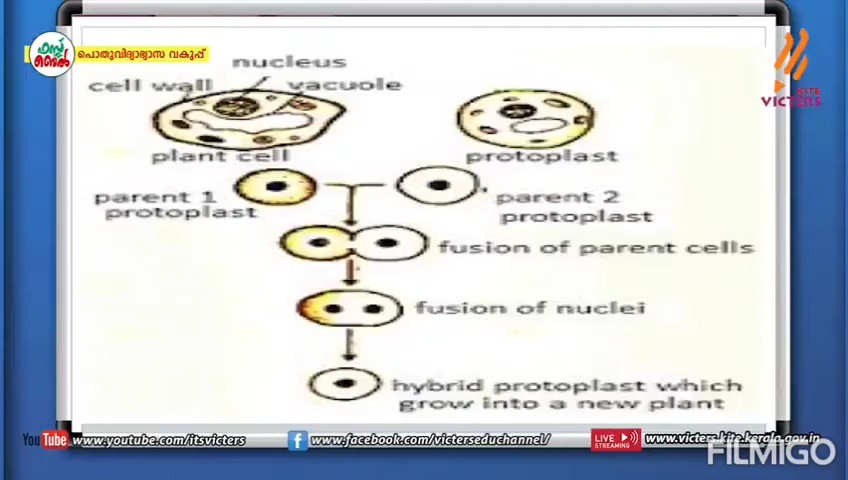 ഫസ്റ്റ്
ബെൽ
പൊതുവിദ്യാഭ്യാസ വകുപ്പ്
KITE
VICTERS
nucleus
cell wall
vacuole
plant cell
protoplast
parent 1
protoplast
parent 2
protoplast
fusion of parent cells
fusion of nuclei
hybrid protoplast which
grow into a new plant
YouTube www.youtube.com/itsvicters
f www.facebook.com/victerseduchannel/
LIVE
STREAMING
www.victers.kite.kerala.gov.in
FILMIGO